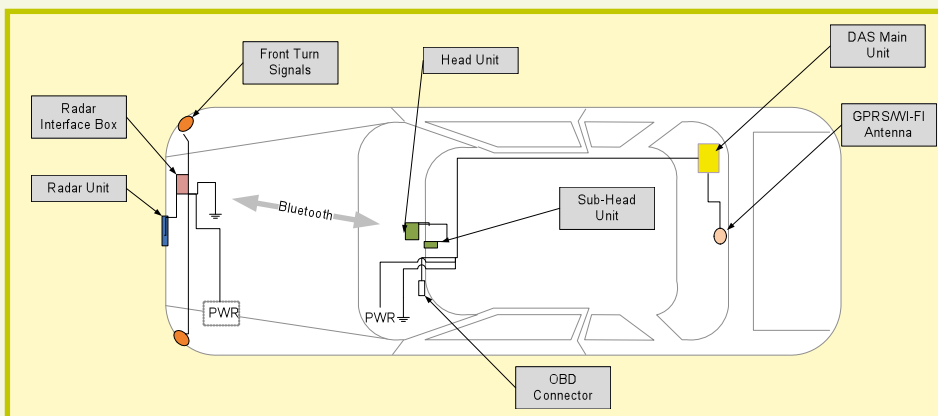 Front Turn
Signals
Head Unit
DAS Main
Unit
Radar
Interface Box
GPRS/WI-FI
Antenna
Radar Unit
Bluetooth
Sub-Head
Unit
PWR
PWR
OBD
Connector